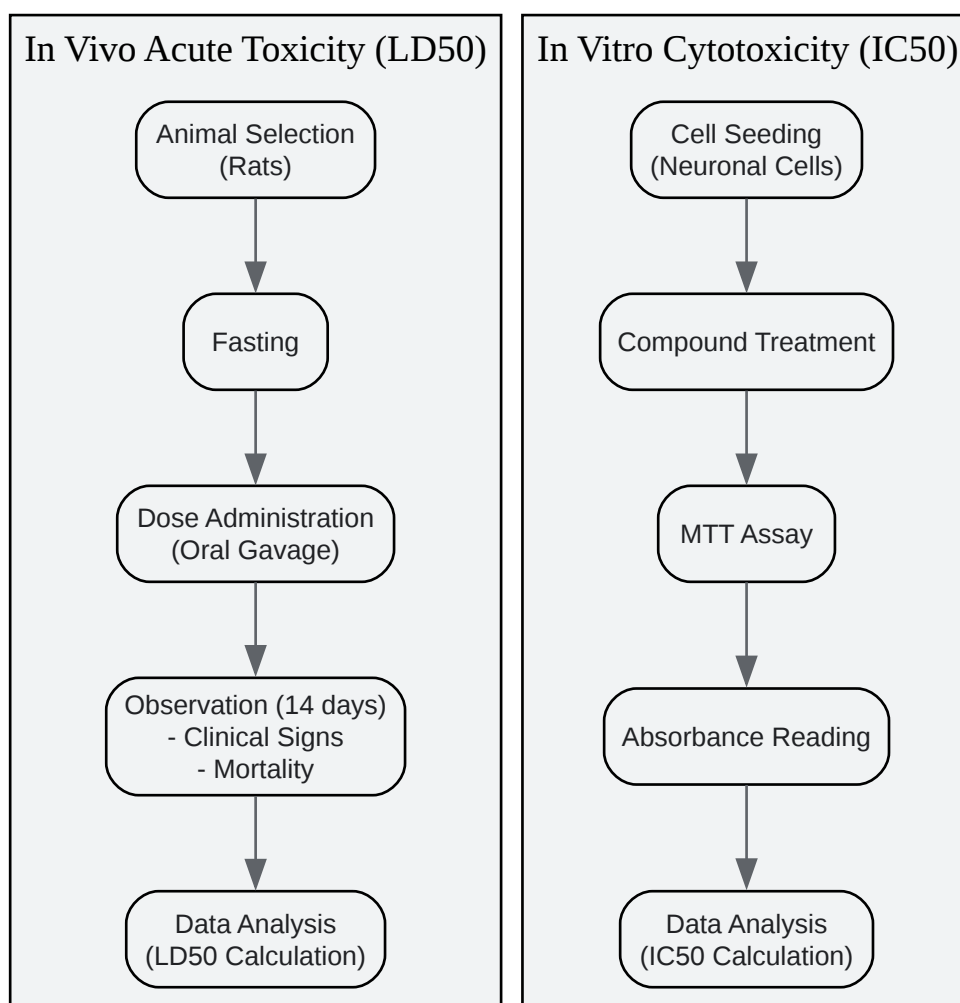 In Vivo Acute Toxicity (LD50)
Animal Selection
(Rats)
Fasting
Dose Administration
(Oral Gavage)
Observation (14 days)
- Clinical Signs
- Mortality
Data Analysis
(LD50 Calculation)
In Vitro Cytotoxicity (IC50)
Cell Seeding
(Neuronal Cells)
Compound Treatment
MTT Assay
Absorbance Reading
Data Analysis
(IC50 Calculation)